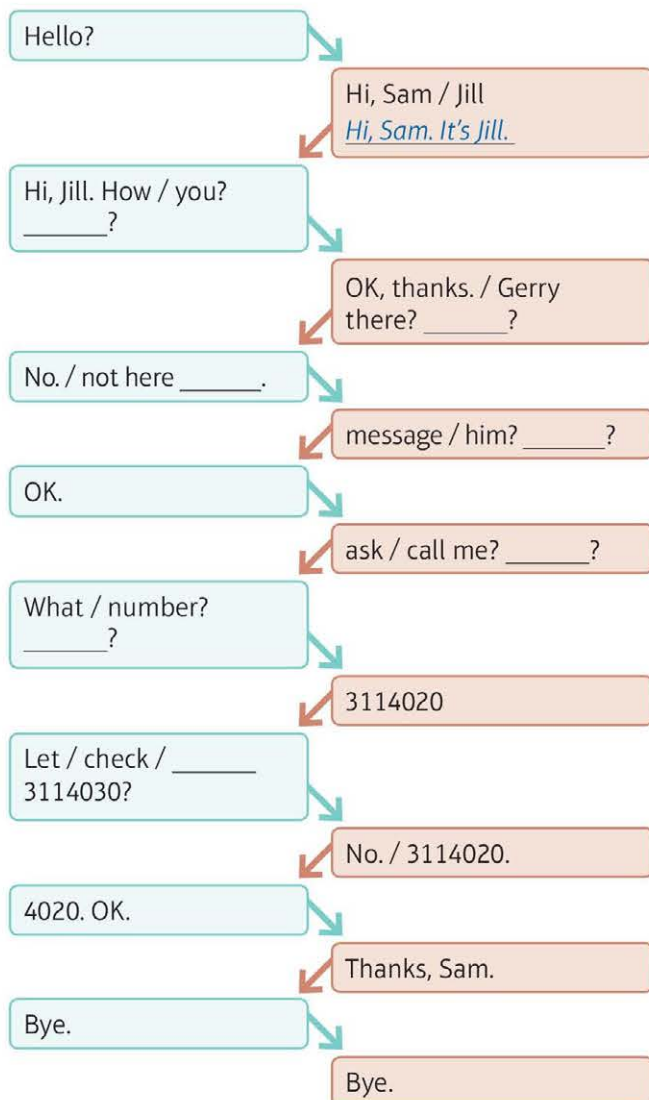 Hello?
Hi, Sam / Jill
Hi, Sam. It's Jill.
Hi, Jill. How / you?
_______?
OK, thanks. / Gerry
there? _______?
No. / not here _______.
message / him? _______?
OK.
ask / call me? _______?
What / number?
_______?
3114020
Let / check / _______
3114030?
No. / 3114020.
4020. OK.
Thanks, Sam.
Bye.
Bye.